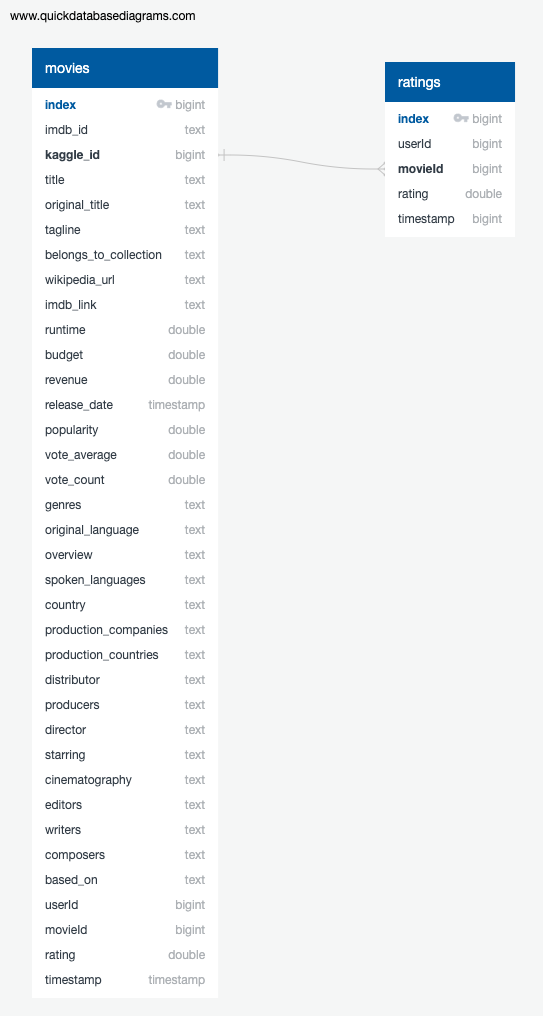 www.quickdatabasediagrams.com
movies
index bigint
imdb_id text
kaggle_id bigint
title text
original_title text
tagline text
belongs_to_collection text
wikipedia_url text
imdb_link text
runtime double
budget double
revenue double
release_date timestamp
popularity double
vote_average double
vote_count double
genres text
original_language text
overview text
spoken_languages text
country text
production_companies text
production_countries text
distributor text
producers text
director text
starring text
cinematography text
editors text
writers text
composers text
based_on text
userId bigint
movieId bigint
rating double
timestamp timestamp
ratings
index bigint
userId bigint
movieId bigint
rating double
timestamp bigint